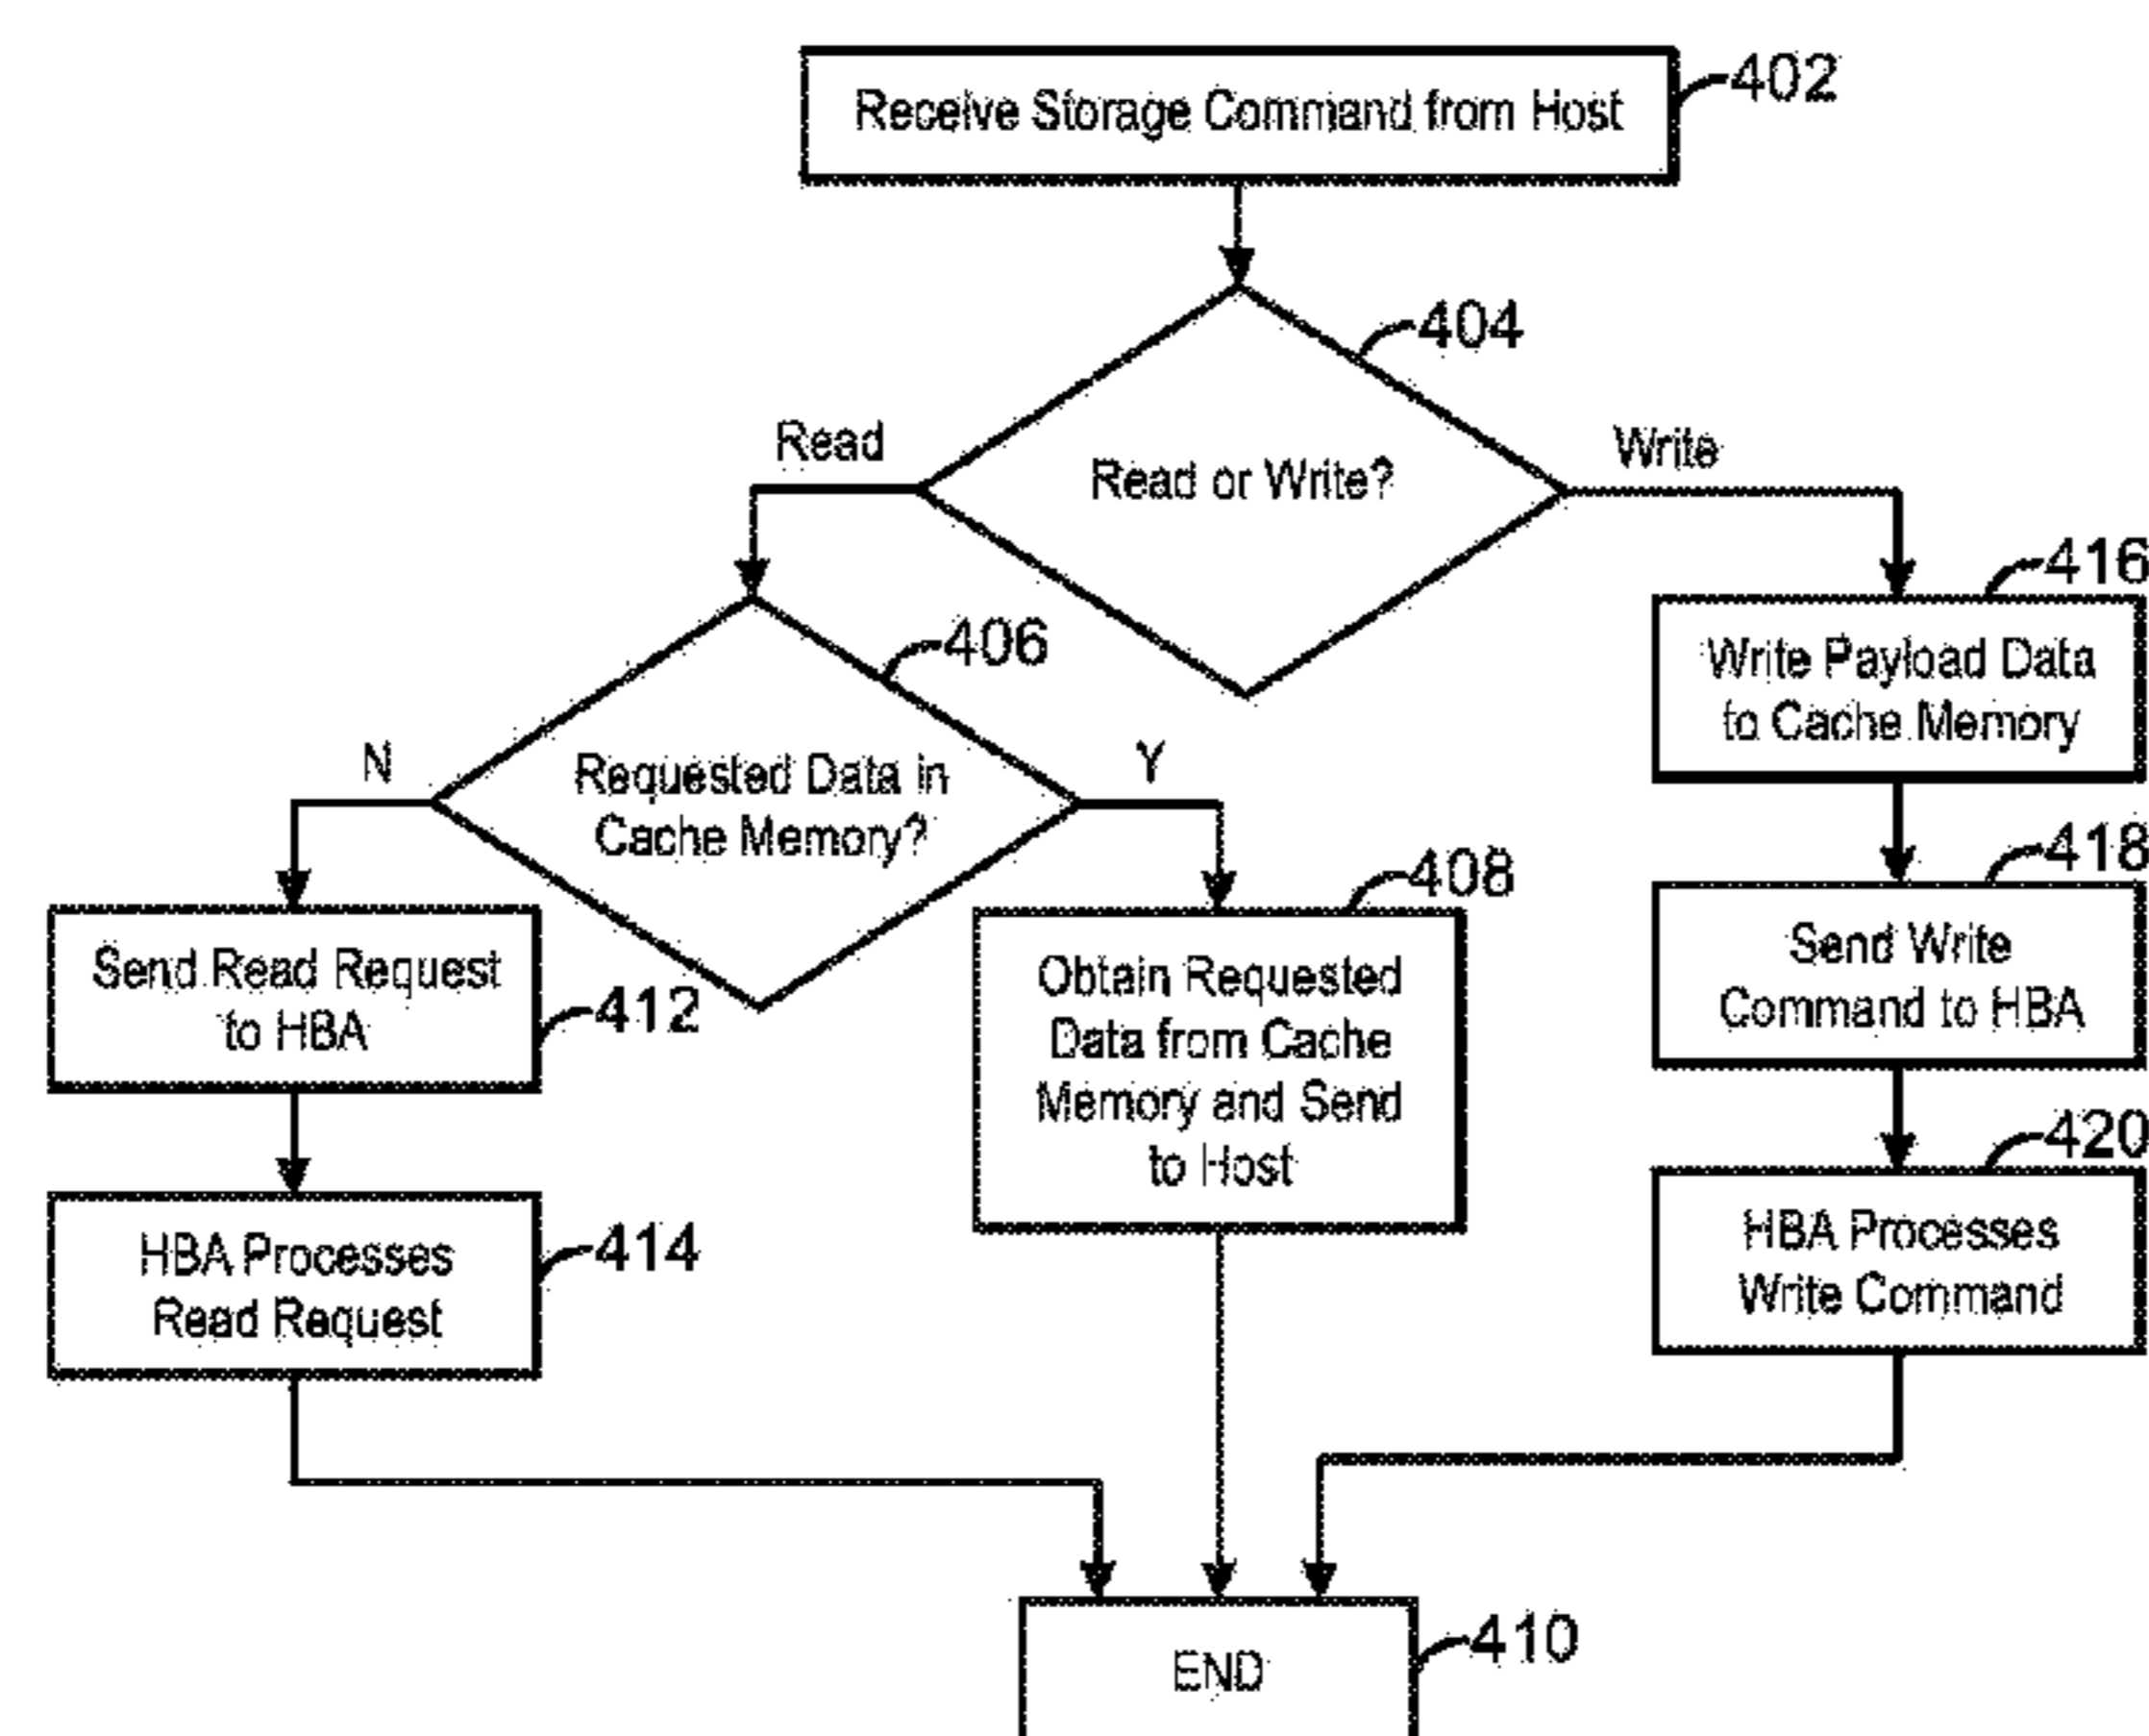 Receive Storage Command from Host
402
404
Read
Read or Write?
Write
416
Write Payload Data
to Cache Memory
406
N
Requested Data in
Cache Memory?
Y
418
Send Write
Command to HBA
408
Send Read Request
to HBA
412
Obtain Requested
Data from Cache
Memory and Send
to Host
420
HBA Processes
Write Command
HBA Processes
Read Request
414
END
410